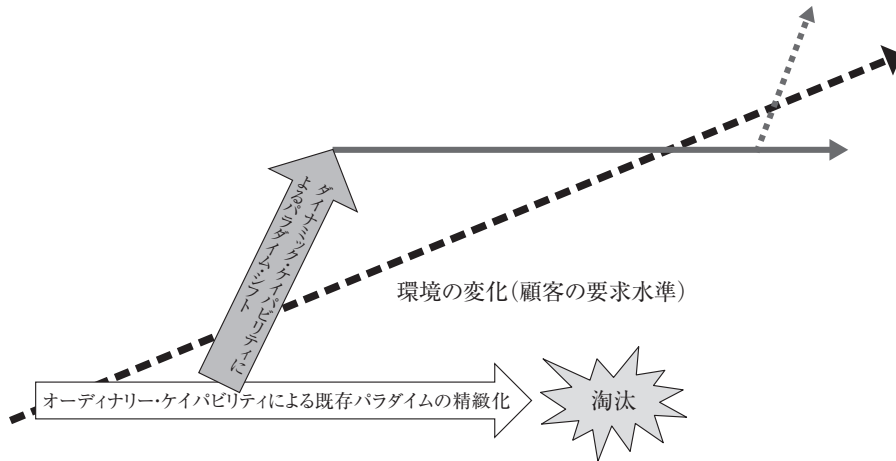 ダイナミック・ケイパビリティに
よるパラダイム・シフト
環境の変化（顧客の要求水準）
オーディナリー・ケイパビリティによる既存パラダイムの精緻化
淘汰